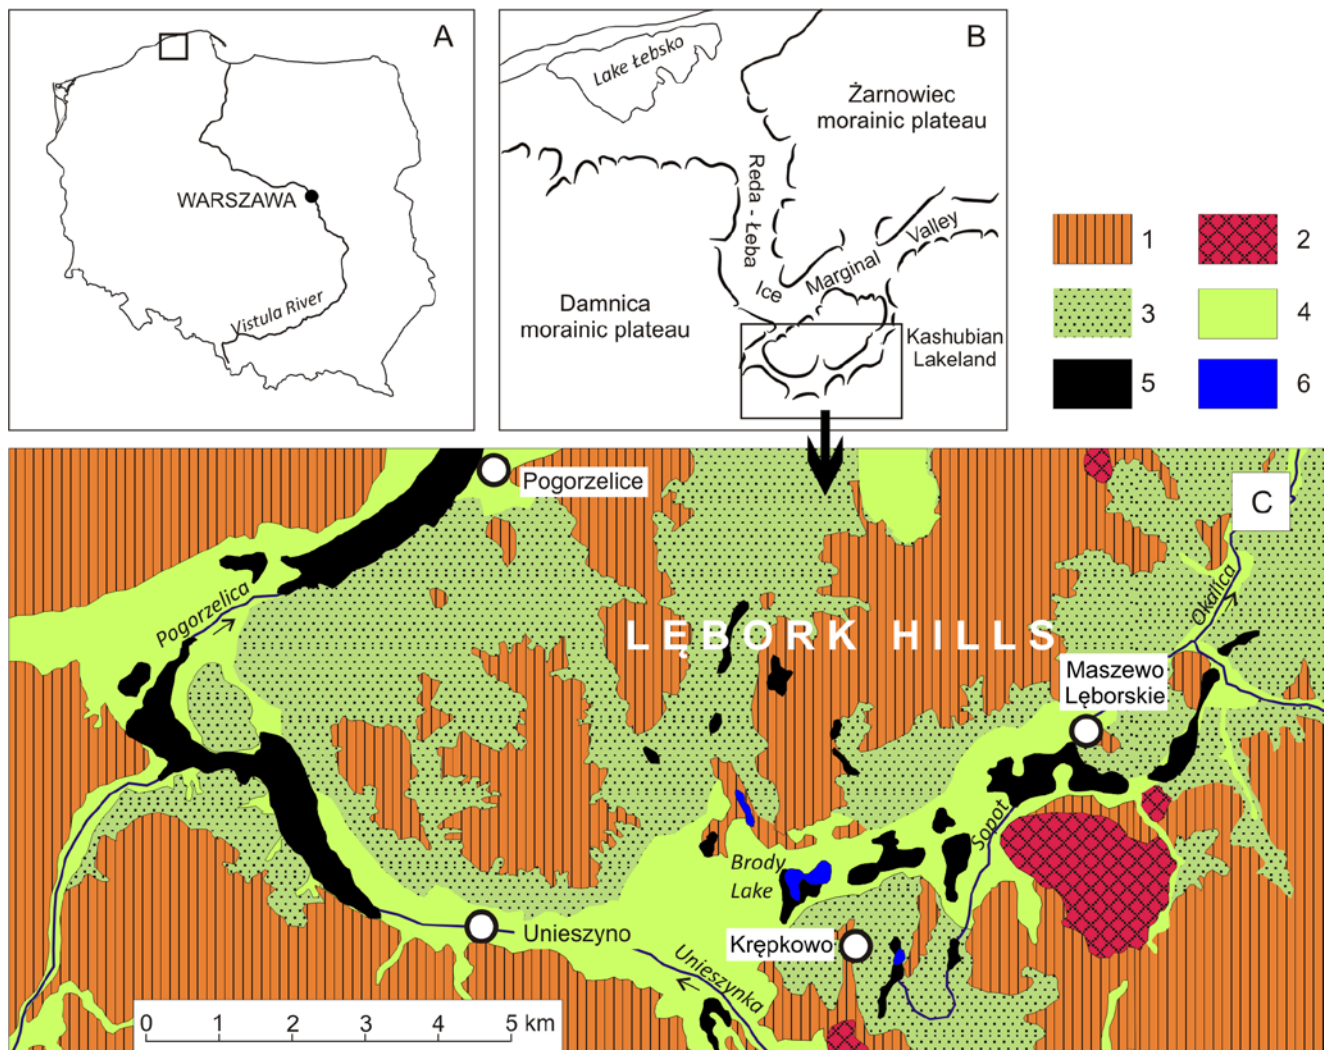 A
WARSZAWA
Vistula River
B
Lake Łebsko
Żarnowiec
morainic plateau
Reda - Łeba
Ice
Marginal
Valley
Damnica
morainic plateau
Kashubian
Lakeland
1
2
3
4
5
6
C
Pogorzelice
Pogorzelica
Okalica
LĘBORK HILLS
Maszewo
Lęborskie
Sopot
Brody
Lake
Krępkowo
Unieszyno
Unieszynka
0 1 2 3 4 5 km